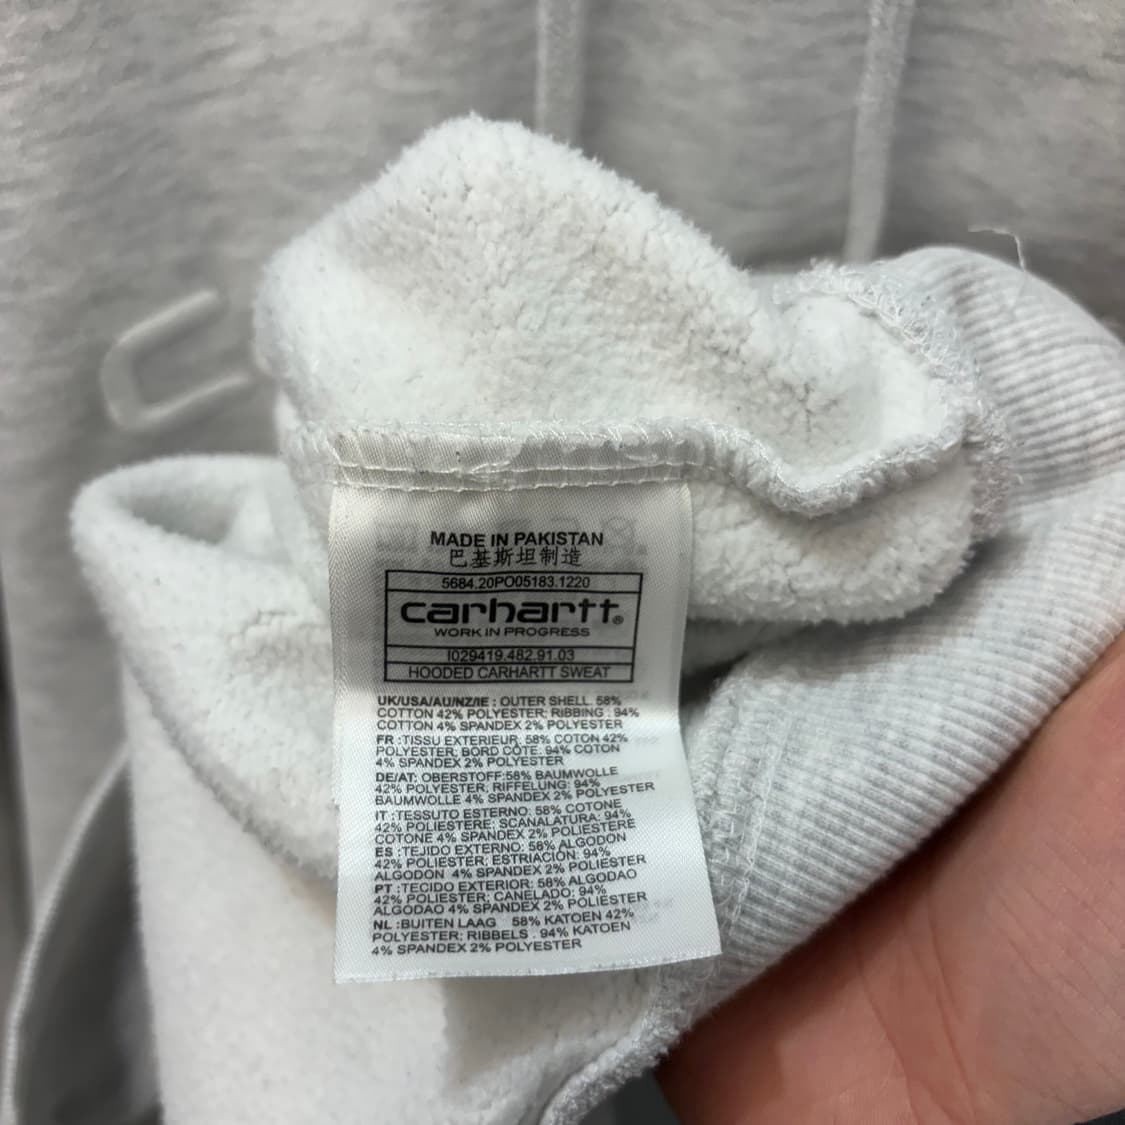 MADE IN PAKISTAN
巴基斯坦制造
5684.20PO05183.1220
carhartt®
WORK IN PROGRESS
I029419.482.91.03
HOODED CARHARTT SWEAT
UK/USA/AU/NZ/IE : OUTER SHELL. 58%
COTTON 42% POLYESTER; RIBBING . 94%
COTTON 4% SPANDEX 2% POLYESTER
FR :TISSU EXTERIEUR: 58% COTON 42%
POLYESTER; BORD CÔTE. 94% COTON
4% SPANDEX 2% POLYESTER
DE/AT: OBERSTOFF:58% BAUMWOLLE
42% POLYESTER; RIFFELUNG: 94%
BAUMWOLLE 4% SPANDEX 2% POLYESTER
IT :TESSUTO ESTERNO: 58% COTONE
42% POLIESTERE; SCANALATURA: 94%
COTONE 4% SPANDEX 2% POLIESTERE
ES :TEJIDO EXTERNO: 58% ALGODON
42% POLIESTER; ESTRIACIÓN: 94%
ALGODON 4% SPANDEX 2% POLIESTER
PT :TECIDO EXTERIOR: 58% ALGODAO
42% POLIESTER; CANELADO: 94%
ALGODAO 4% SPANDEX 2% POLIÉSTER
NL :BUITEN LAAG 58% KATOEN 42%
POLYESTER; RIBBELS . 94% KATOEN
4% SPANDEX 2% POLYESTER